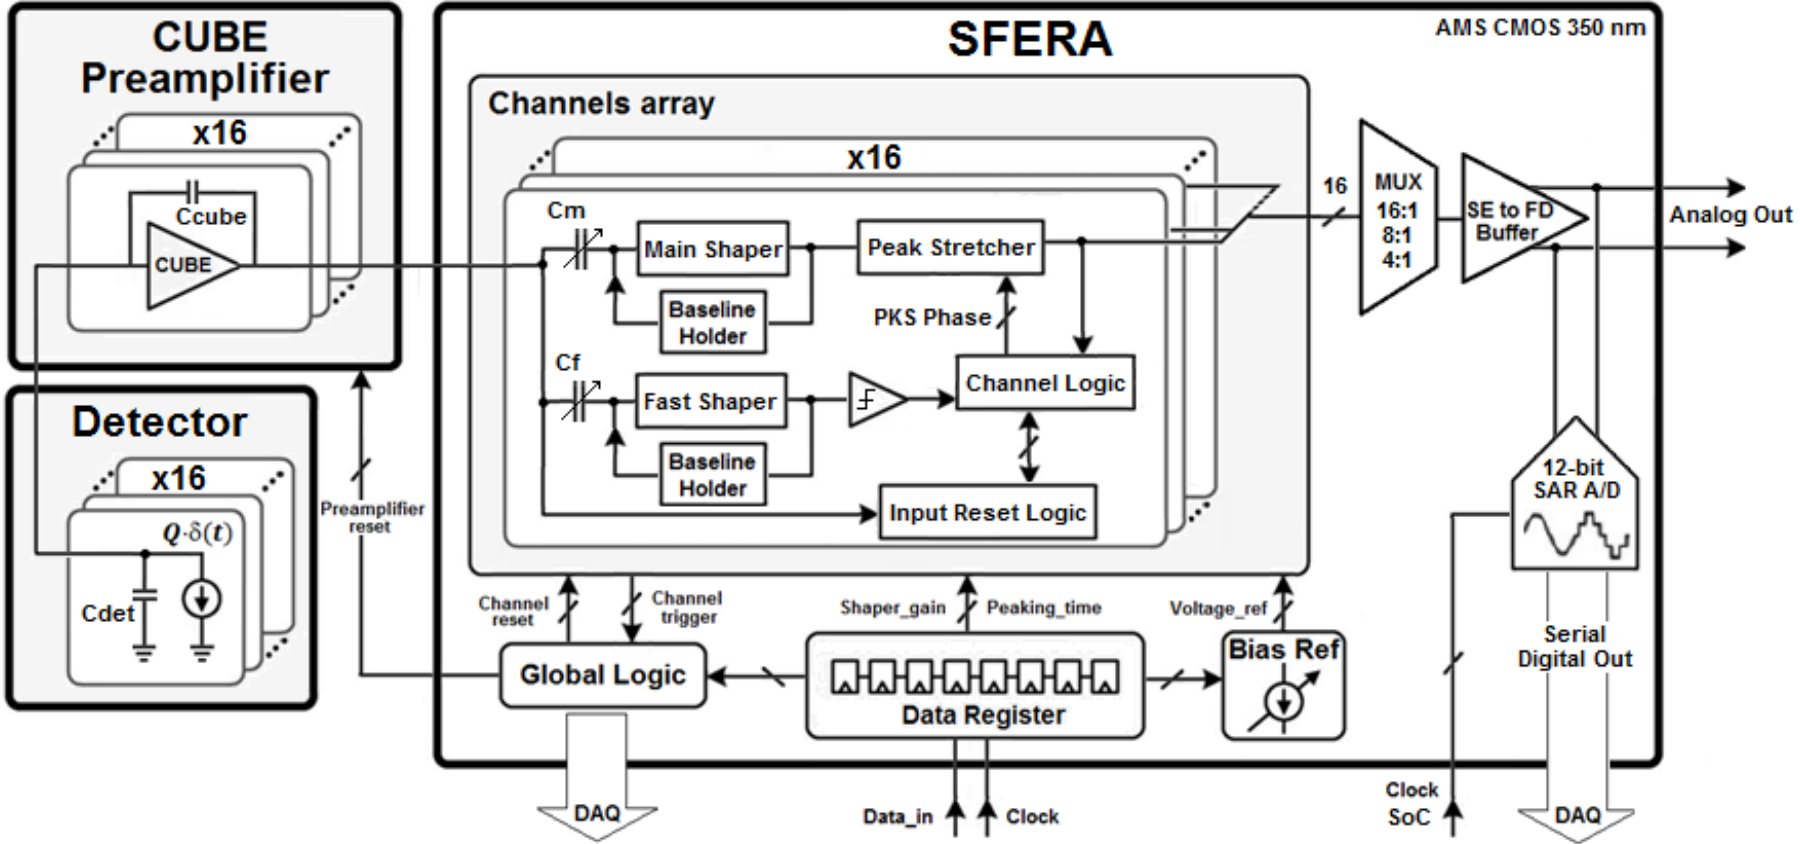 CUBE
Preamplifier
x16
Ccube
CUBE
Detector
x16
Q·δ(t)
Cdet
Preamplifier
reset
SFERA
AMS CMOS 350 nm
Channels array
x16
Cm
Main Shaper
Peak Stretcher
Baseline
Holder
PKS Phase
Cf
Fast Shaper
Channel Logic
Baseline
Holder
Input Reset Logic
16
MUX
16:1
8:1
4:1
SE to FD
Buffer
Analog Out
12-bit
SAR A/D
Serial
Digital Out
Channel
reset
Channel
trigger
Shaper_gain
Peaking_time
Voltage_ref
Global Logic
Data Register
Bias Ref
DAQ
Data_in
Clock
Clock
SoC
DAQ